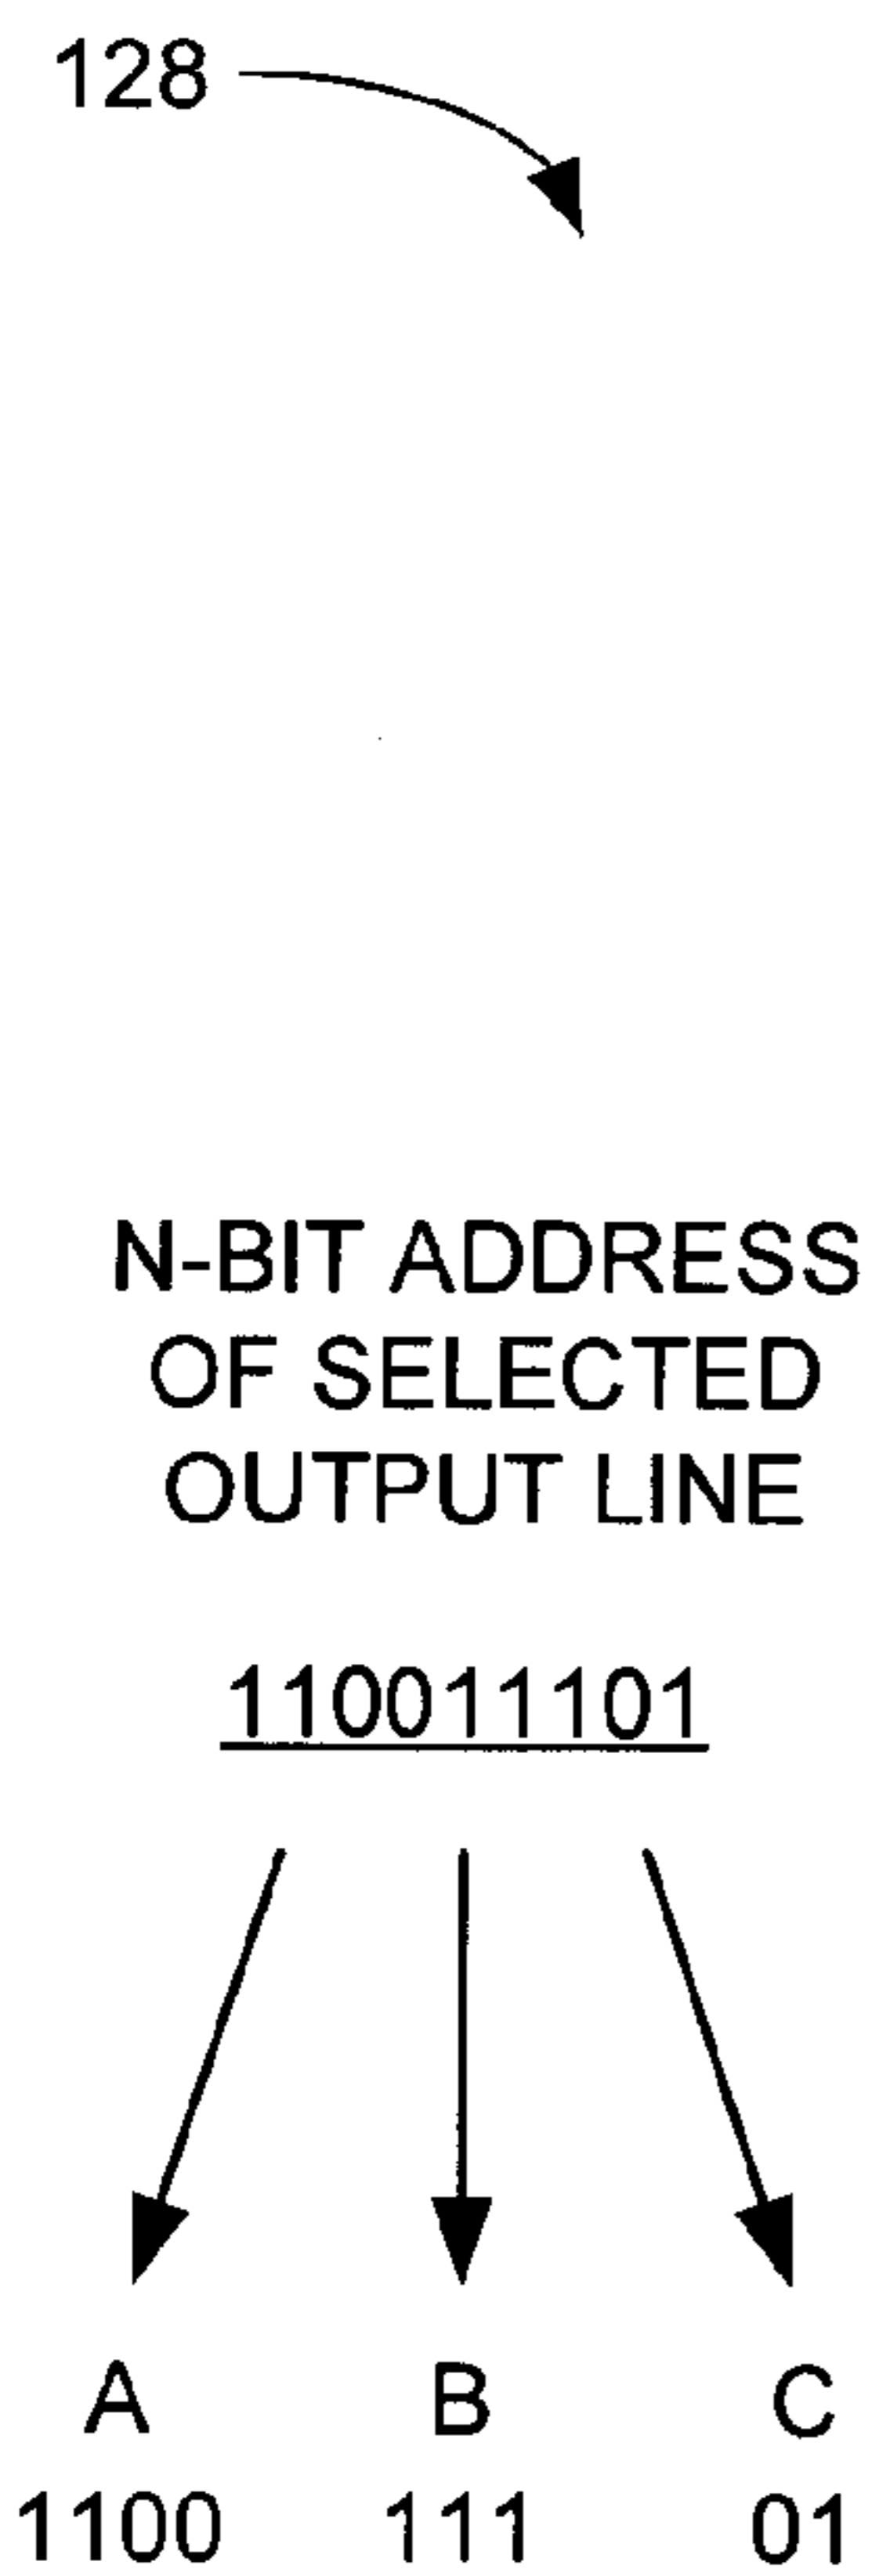 128
N-BIT ADDRESS
OF SELECTED
OUTPUT LINE
110011101
A B C
1100 111 01